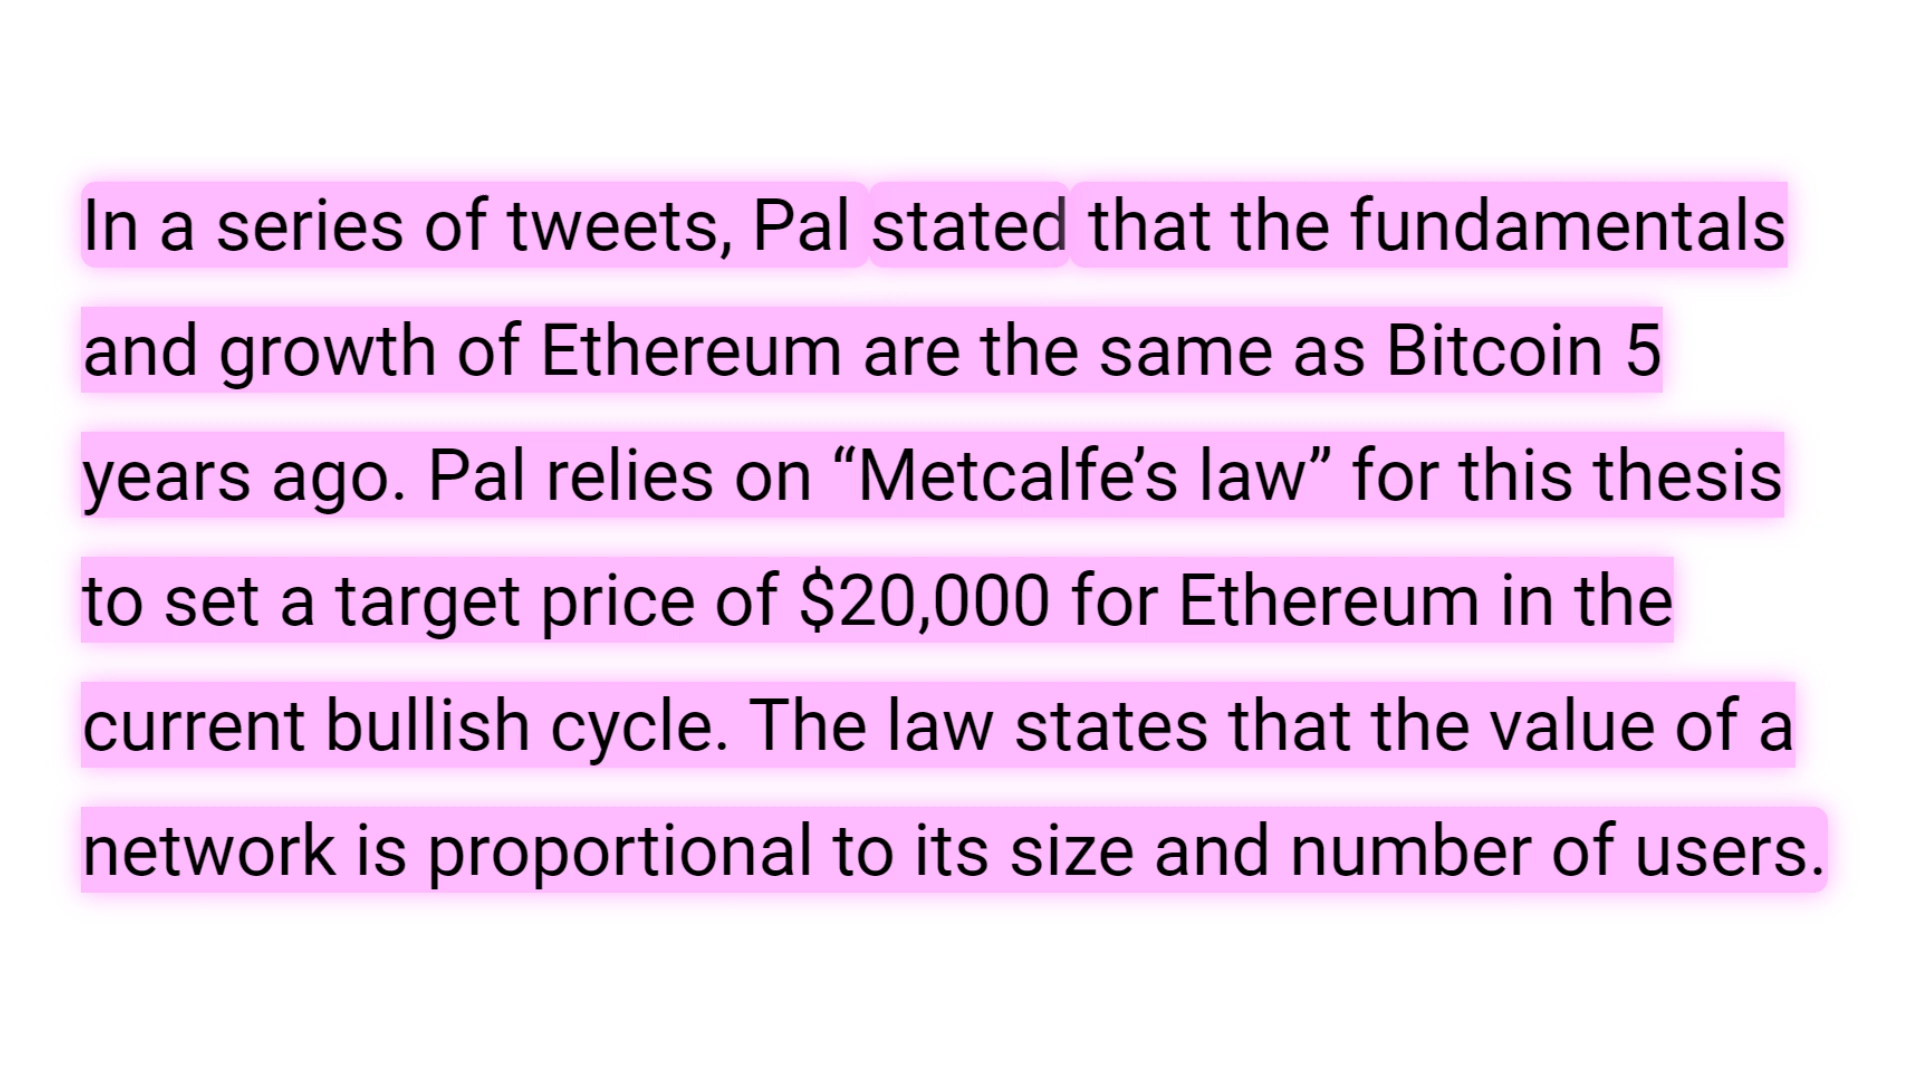 In a series of tweets, Pal stated that the fundamentals
and growth of Ethereum are the same as Bitcoin 5
years ago. Pal relies on “Metcalfe’s law” for this thesis
to set a target price of $20,000 for Ethereum in the
current bullish cycle. The law states that the value of a
network is proportional to its size and number of users.